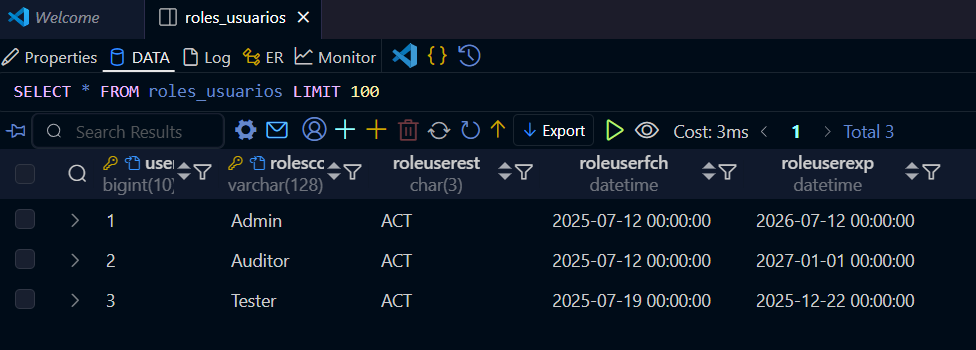 Welcome roles_usuarios
Properties DATA Log ER Monitor
SELECT * FROM roles_usuarios LIMIT 100
Search Results Export Cost: 3ms 1 Total 3
rolescc roleuserest roleuserfch roleuserexp
bigint(10) varchar(128) char(3) datetime datetime
1 Admin ACT 2025-07-12 00:00:00 2026-07-12 00:00:00
2 Auditor ACT 2025-07-12 00:00:00 2027-01-01 00:00:00
3 Tester ACT 2025-07-19 00:00:00 2025-12-22 00:00:00